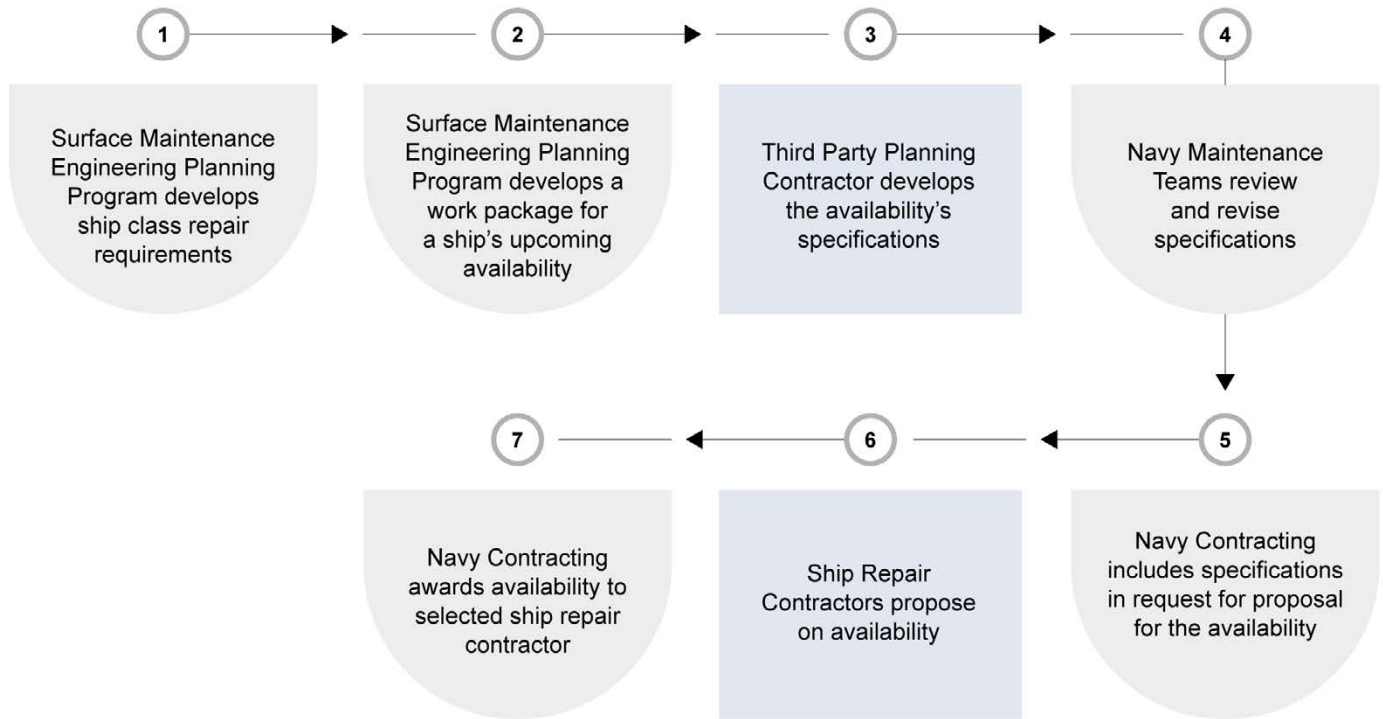 1
Surface Maintenance
Engineering Planning
Program develops
ship class repair
requirements
2
Surface Maintenance
Engineering Planning
Program develops a
work package for
a ship's upcoming
availability
3
Third Party Planning
Contractor develops
the availability's
specifications
4
Navy Maintenance
Teams review
and revise
specifications
5
Navy Contracting
includes specifications
in request for proposal
for the availability
6
Ship Repair
Contractors propose
on availability
7
Navy Contracting
awards availability to
selected ship repair
contractor